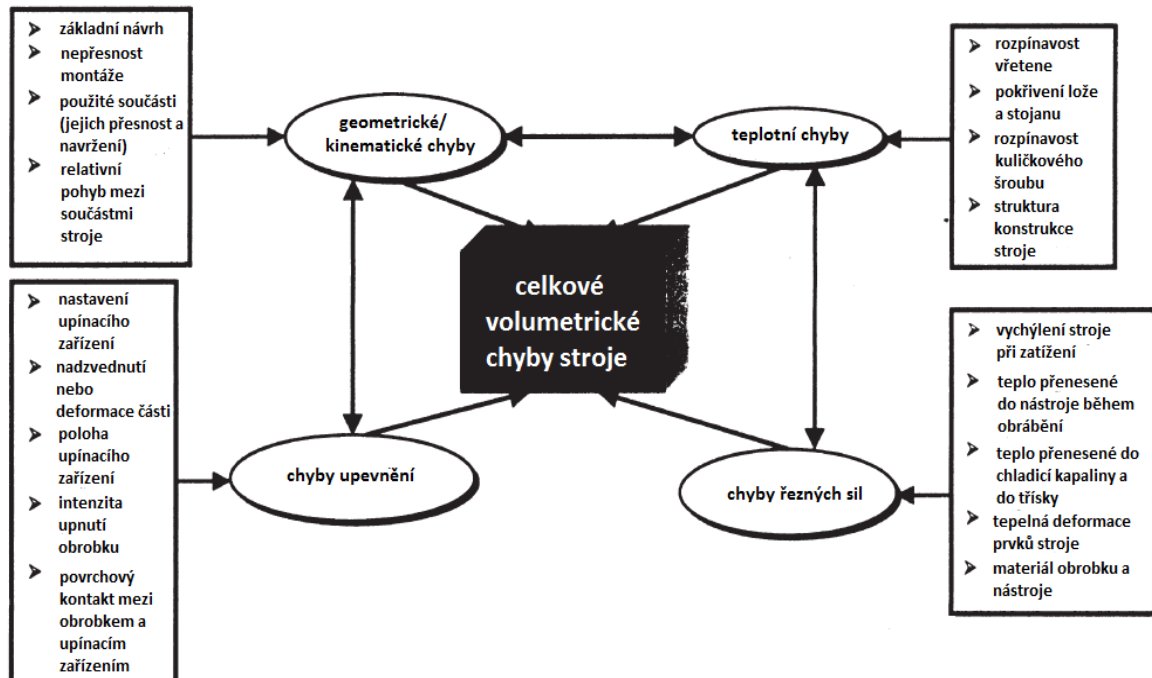 základní návrh
nepřesnost
montáže
použité součásti
(jejich přesnost a
navržení)
relativní
pohyb mezi
součástmi
stroje
geometrické/
kinematické chyby
teplotní chyby
rozpínavost
vřetene
pokřivení lože
a stojanu
rozpínavost
kuličkového
šroubu
struktura
konstrukce
stroje
celkové
volumetrické
chyby stroje
nastavení
upínacího
zařízení
nadzvednutí
nebo
deformace části
poloha
upínacího
zařízení
intenzita
upnutí
obrobku
povrchový
kontakt mezi
obrobkem a
upínacím
zařízením
chyby upevnění
chyby řezných sil
vychýlení stroje
při zatížení
teplo přenesené
do nástroje během
obrábění
teplo přenesené do
chladicí kapaliny a
do třísky
tepelná deformace
prvků stroje
materiál obrobku a
nástroje